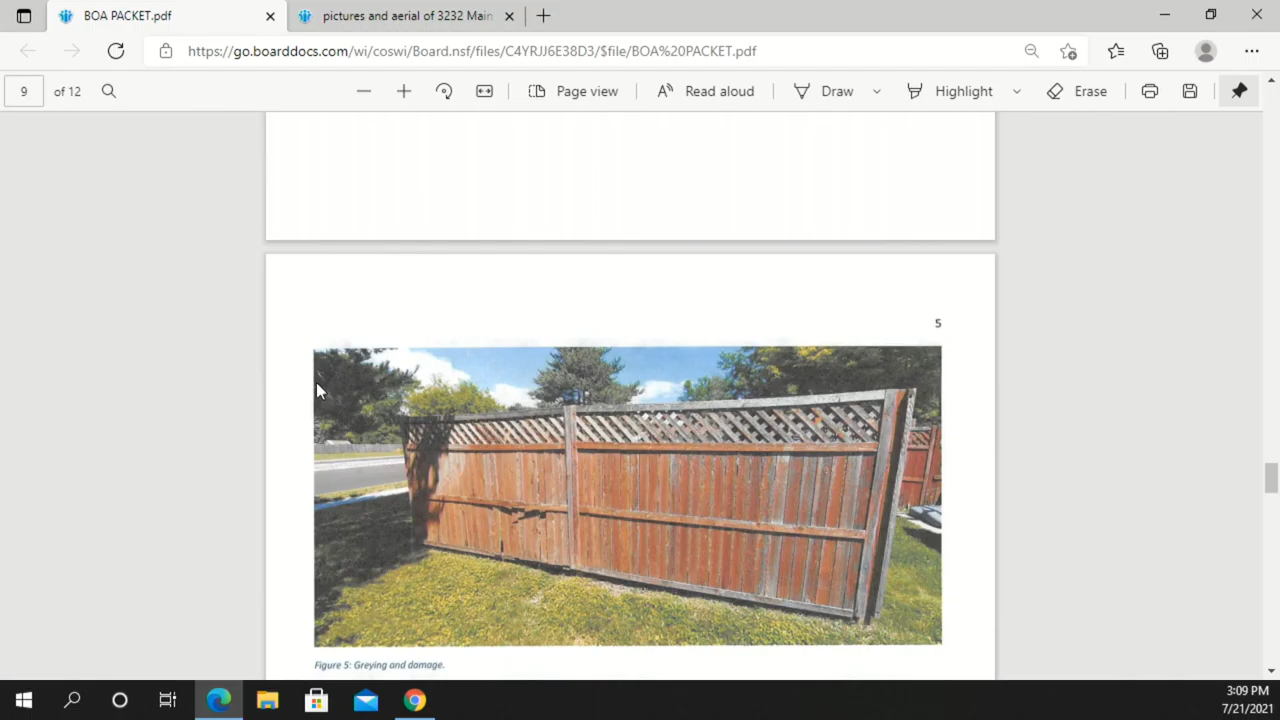 BOA PACKET.pdf
pictures and aerial of 3232 Main
https://go.boarddocs.com/wi/coswi/Board.nsf/files/C4YRJJ6E38D3/$file/BOA%20PACKET.pdf
9 of 12
Page view
Read aloud
Draw
Highlight
Erase
5
Figure 5: Greying and damage.
3:09 PM
7/21/2021